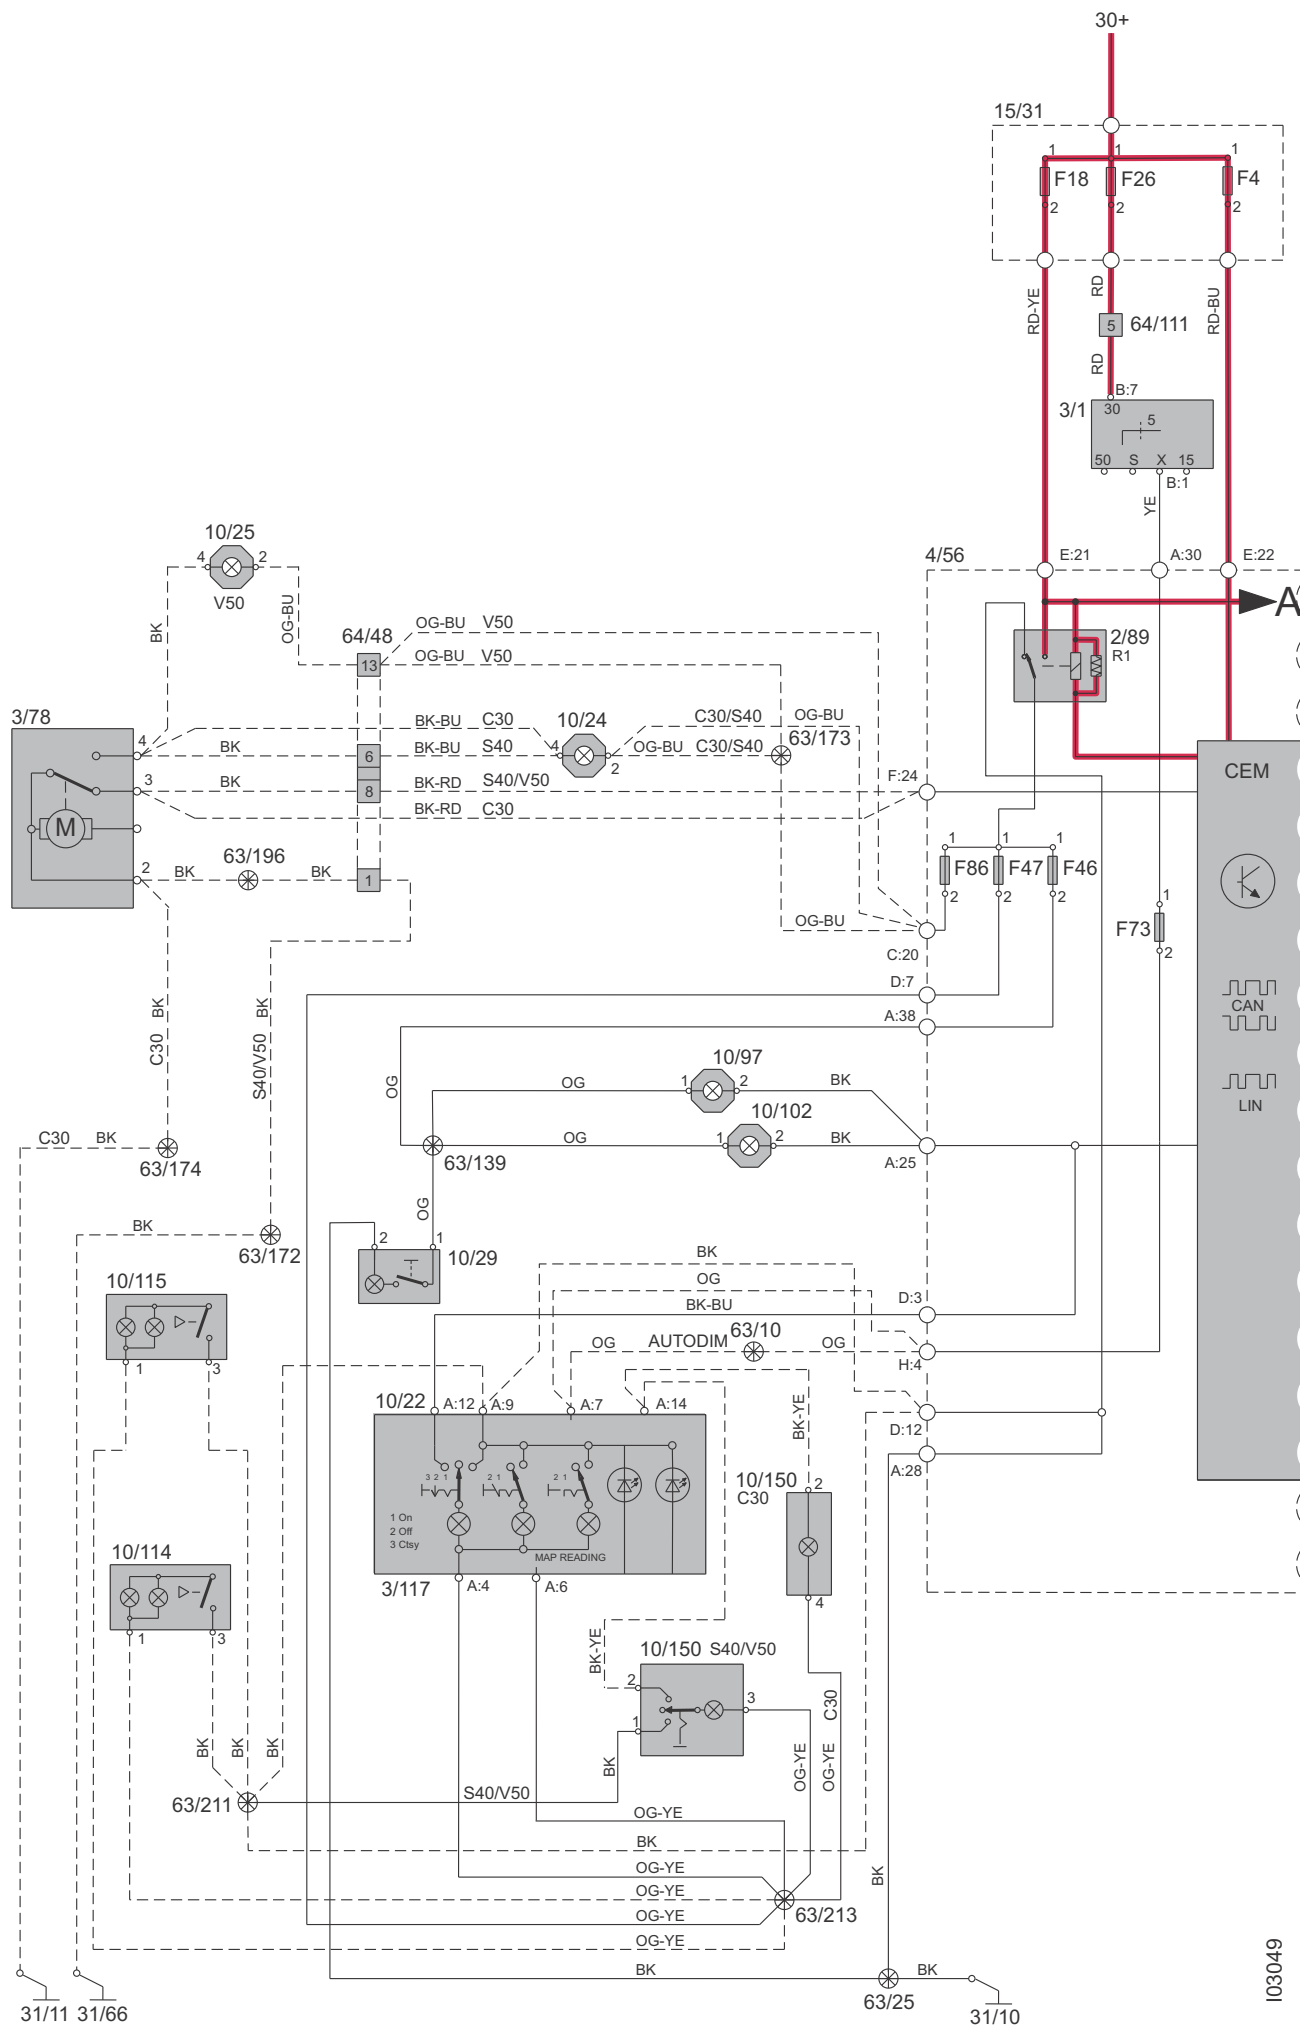 30+
15/31
1 1 1
F18 F26 F4
2 2 2
RD-YE RD RD-BU
5 64/111
RD
B:7
3/1 30
5
50 S X 15
B:1
YE
10/25
4 2
V50
4/56 E:21 A:30 E:22
A
BK OG-BU
64/48 OG-BU V50
13 OG-BU V50
2/89
R1
3/78
BK-BU C30 10/24 C30/S40 OG-BU
4 BK 6 BK-BU S40 4 2 OG-BU C30/S40 63/173
CEM
3 BK 8 BK-RD S40/V50 F:24
BK-RD C30
M
63/196
2 BK BK 1
1 1 1
F86 F47 F46
2 2 2
1
F73
2
OG-BU
C:20
D:7
A:38
CAN
LIN
C30 BK
S40/V50 BK
OG
10/97
OG 1 2 BK
10/102
OG 1 2 BK
A:25
C30 BK
63/174
63/139
OG
BK
63/172
2 1
10/29
10/115
1 3
BK
OG
BK-BU D:3
OG AUTODIM 63/10 OG
H:4
10/22 A:12 A:9 A:7 A:14
BK-YE
D:12
A:28
3 2 1 2 1 2 1
1 On
2 Off
3 Ctsy
MAP READING
10/150 2
C30
4
3/117 A:4 A:6
10/114
1 3
BK-YE
10/150 S40/V50
2
3
1
C30
BK BK BK
BK
OG-YE OG-YE
63/211 S40/V50
OG-YE
BK
OG-YE
OG-YE
63/213
OG-YE
OG-YE
BK
BK BK
63/25
31/11 31/66 31/10
I03049